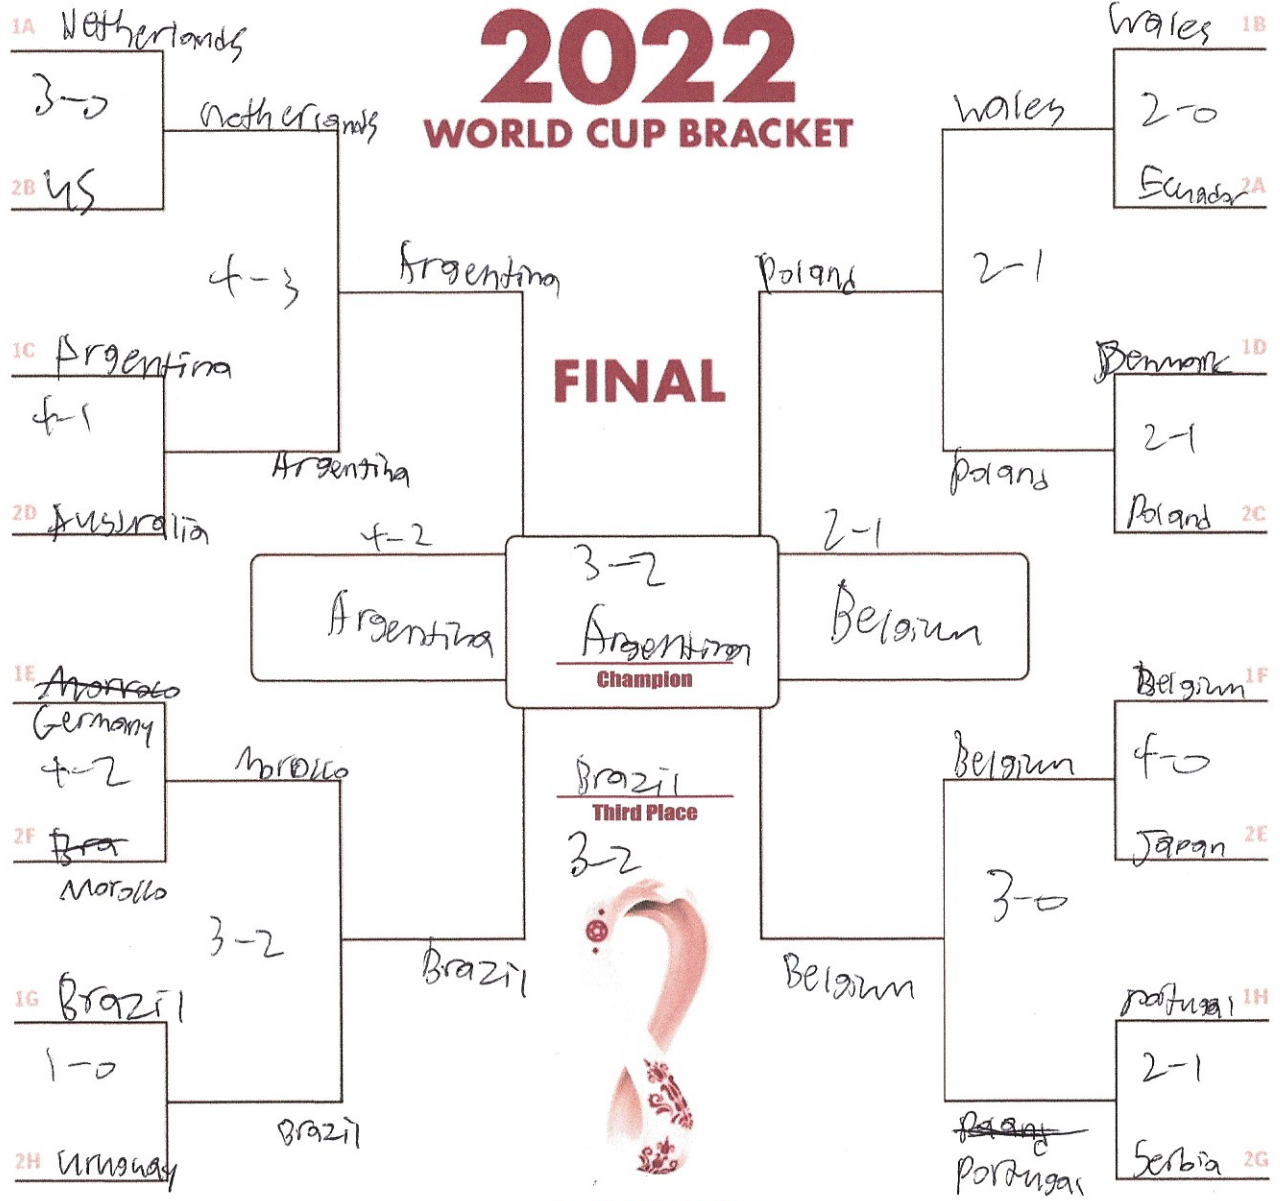 2022
WORLD CUP BRACKET
1A Netherlands
3-0
Netherlands
2B US
4-3
Argentina
1C Argentina
4-1
Argentina
2D Australia
4-2
Argentina
1E Morroco
Germany
4-2
Morocco
2F Bra
Morocco
3-2
Brazil
1G Brazil
1-0
Brazil
2H Uruguay
FINAL
3-2
Argentina
Champion
Brazil
Third Place
3-2
Wales 1B
Wales
2-0
Ecuador 2A
Poland
2-1
Denmark 1D
2-1
Poland
Poland 2C
2-1
Belgium
Belgium 1F
Belgium
4-0
Japan 2E
3-0
Belgium
Portugal 1H
2-1
Poland
Portugal
Serbia 2G